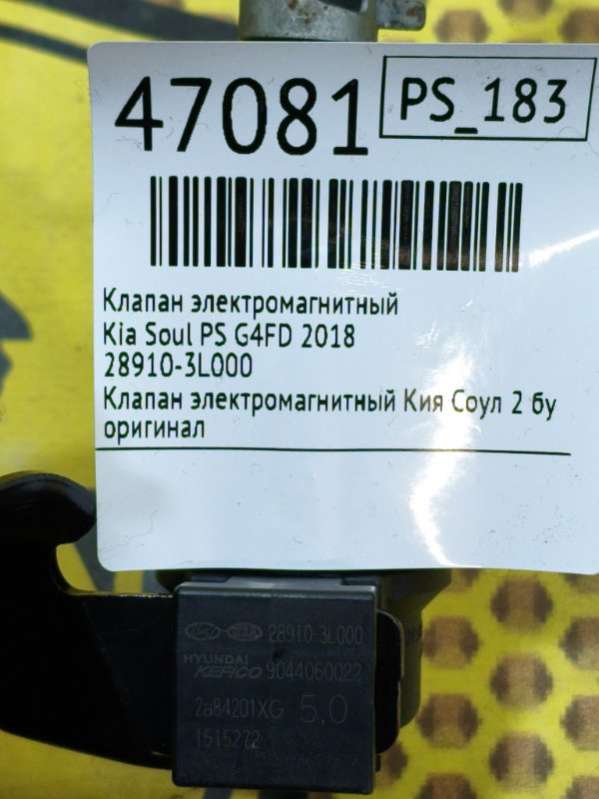 47081
PS_183
Клапан электромагнитный
Kia Soul PS G4FD 2018
28910-3L000
Клапан электромагнитный Кия Соул 2 бу
оригинал
KIA 28910-3L000
HYUNDAI
KEFICO 9044060022
2a84201XG 5.0
1515272